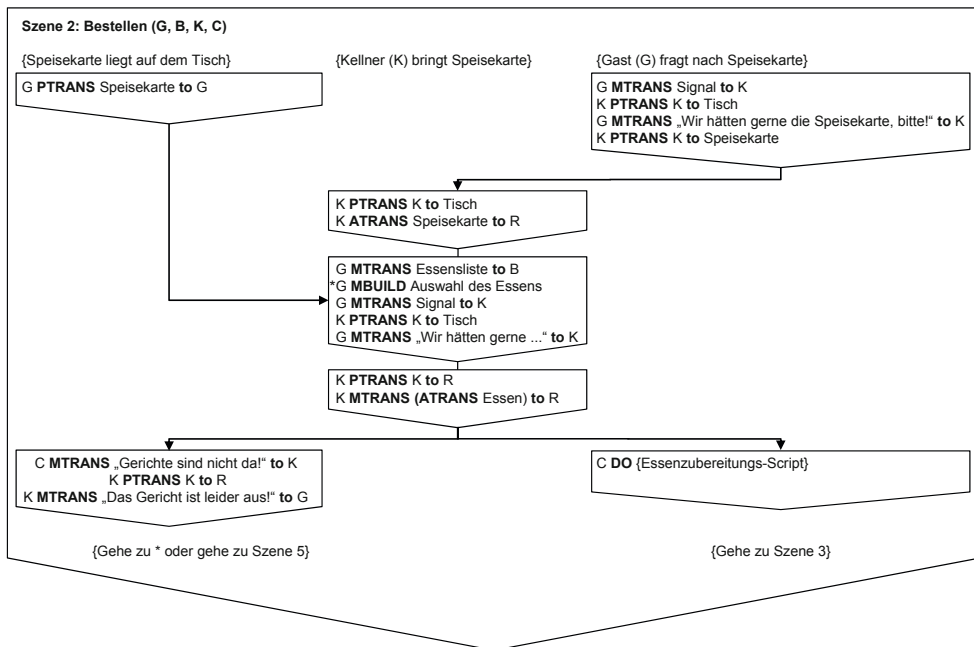 Szene 2: Bestellen (G, B, K, C)
{Speisekarte liegt auf dem Tisch}
G PTRANS Speisekarte to G
{Kellner (K) bringt Speisekarte}
{Gast (G) fragt nach Speisekarte}
G MTRANS Signal to K
K PTRANS K to Tisch
G MTRANS „Wir hätten gerne die Speisekarte, bitte!“ to K
K PTRANS K to Speisekarte
K PTRANS K to Tisch
K ATRANS Speisekarte to R
G MTRANS Essensliste to B
*G MBUILD Auswahl des Essens
G MTRANS Signal to K
K PTRANS K to Tisch
G MTRANS „Wir hätten gerne ...“ to K
K PTRANS K to R
K MTRANS (ATRANS Essen) to R
C MTRANS „Gerichte sind nicht da!“ to K
K PTRANS K to R
K MTRANS „Das Gericht ist leider aus!“ to G
{Gehe zu * oder gehe zu Szene 5}
C DO {Essenzubereitungs-Script}
{Gehe zu Szene 3}